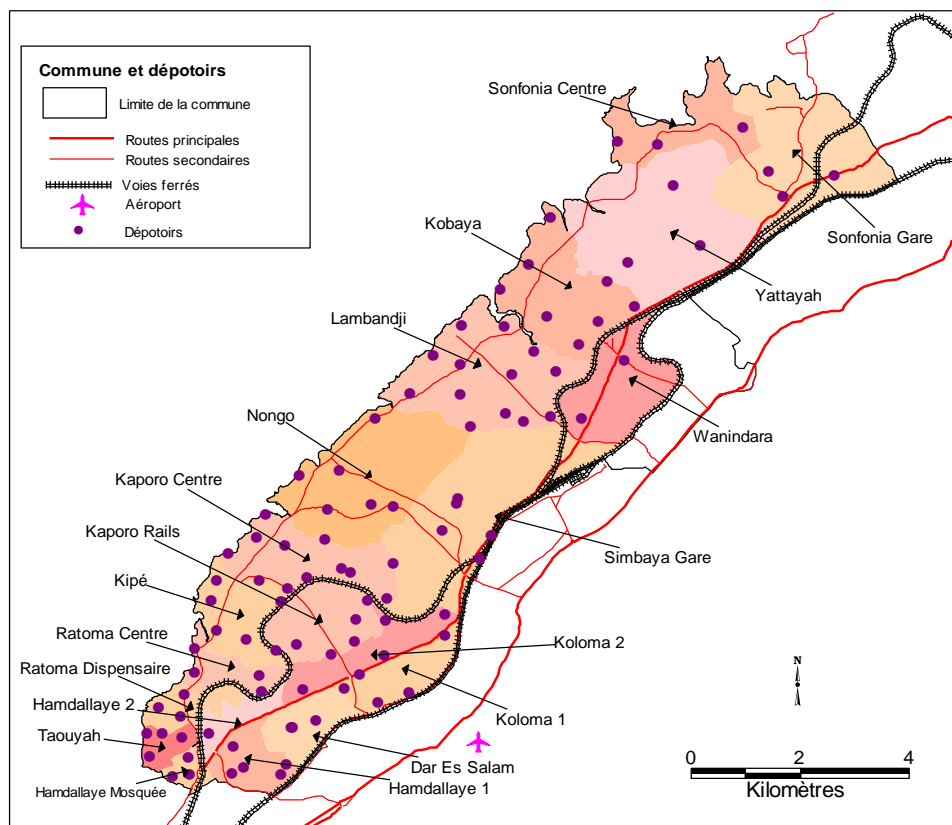 Commune et dépotoirs
Limite de la commune
Routes principales
Routes secondaires
Voies ferrés
Aéroport
Dépotoirs
Sonfonia Centre
Kobaya
Sonfonia Gare
Yattayah
Lambandji
Nongo
Wanindara
Kaporo Centre
Kaporo Rails
Simbaya Gare
Kipé
Ratoma Centre
Koloma 2
Ratoma Dispensaire
Hamdallaye 2
Koloma 1
Taouyah
Dar Es Salam
Hamdallaye Mosquée
Hamdallaye 1
N
0 2 4
Kilomètres